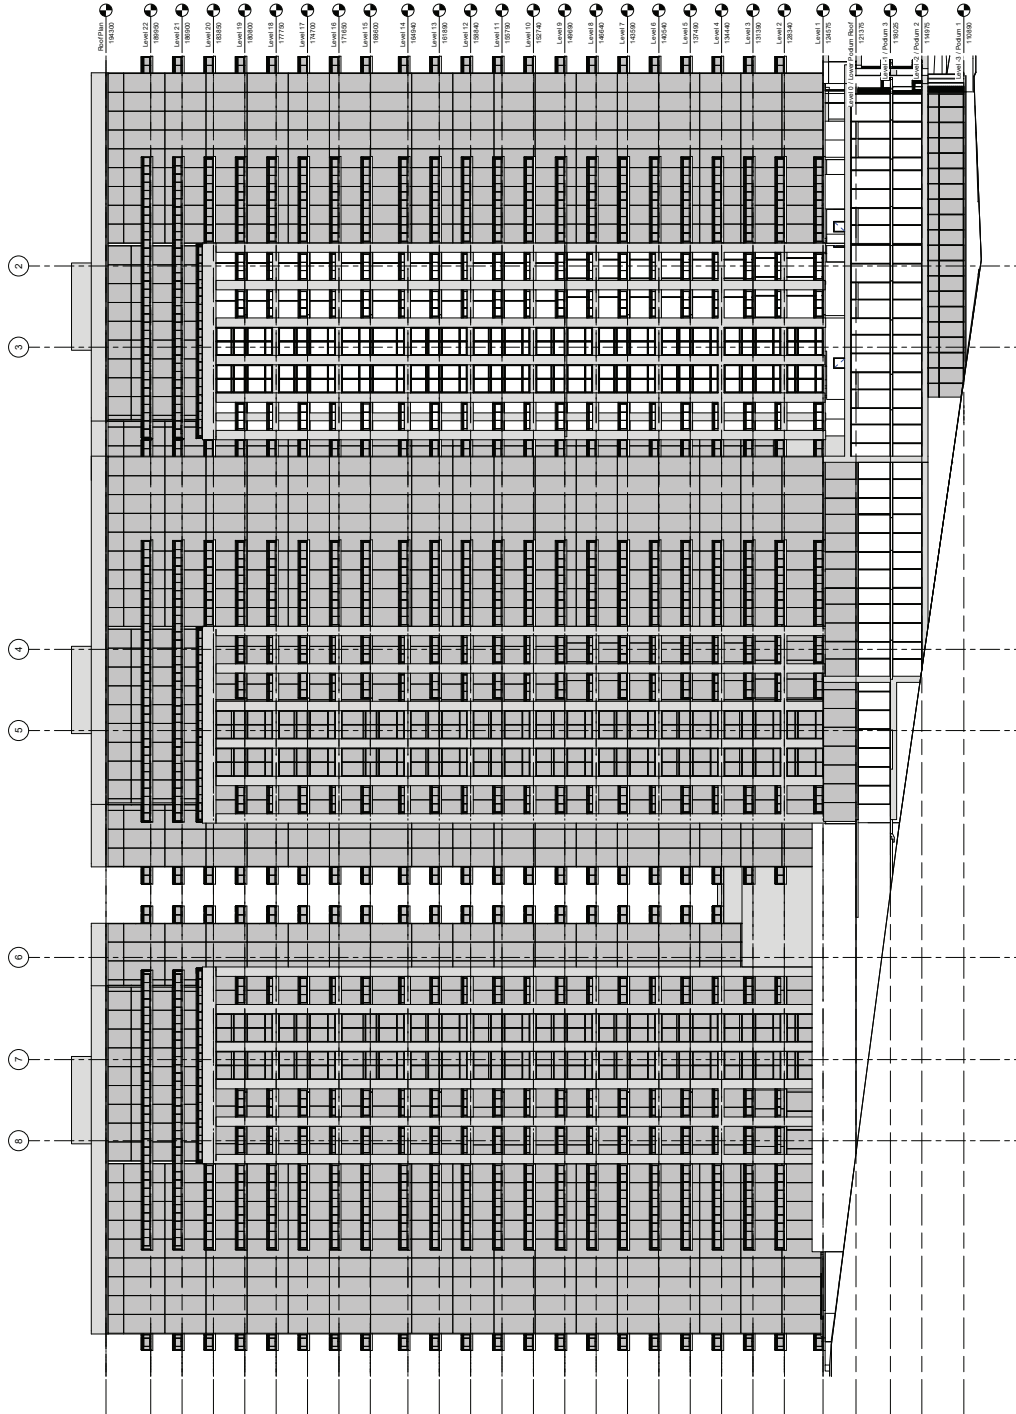 Roof Plan
194300
Level 22
189950
Level 21
186900
Level 20
183850
Level 19
180800
Level 18
177750
Level 17
174700
Level 16
171650
Level 15
168600
Level 14
164940
Level 13
161890
Level 12
158840
Level 11
155790
Level 10
152740
Level 9
149690
Level 8
146640
Level 7
143590
Level 6
140540
Level 5
137490
Level 4
134440
Level 3
131390
Level 2
128340
Level 1
124575
Level 0 / Lower Podium Roof
121375
Level -1 / Podium 3
118025
Level -2 / Podium 2
114975
Level -3 / Podium 1
110890
2
3
4
5
6
7
8